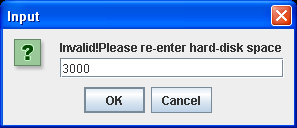 Input
Invalid!Please re-enter hard-disk space
3000
OK
Cancel